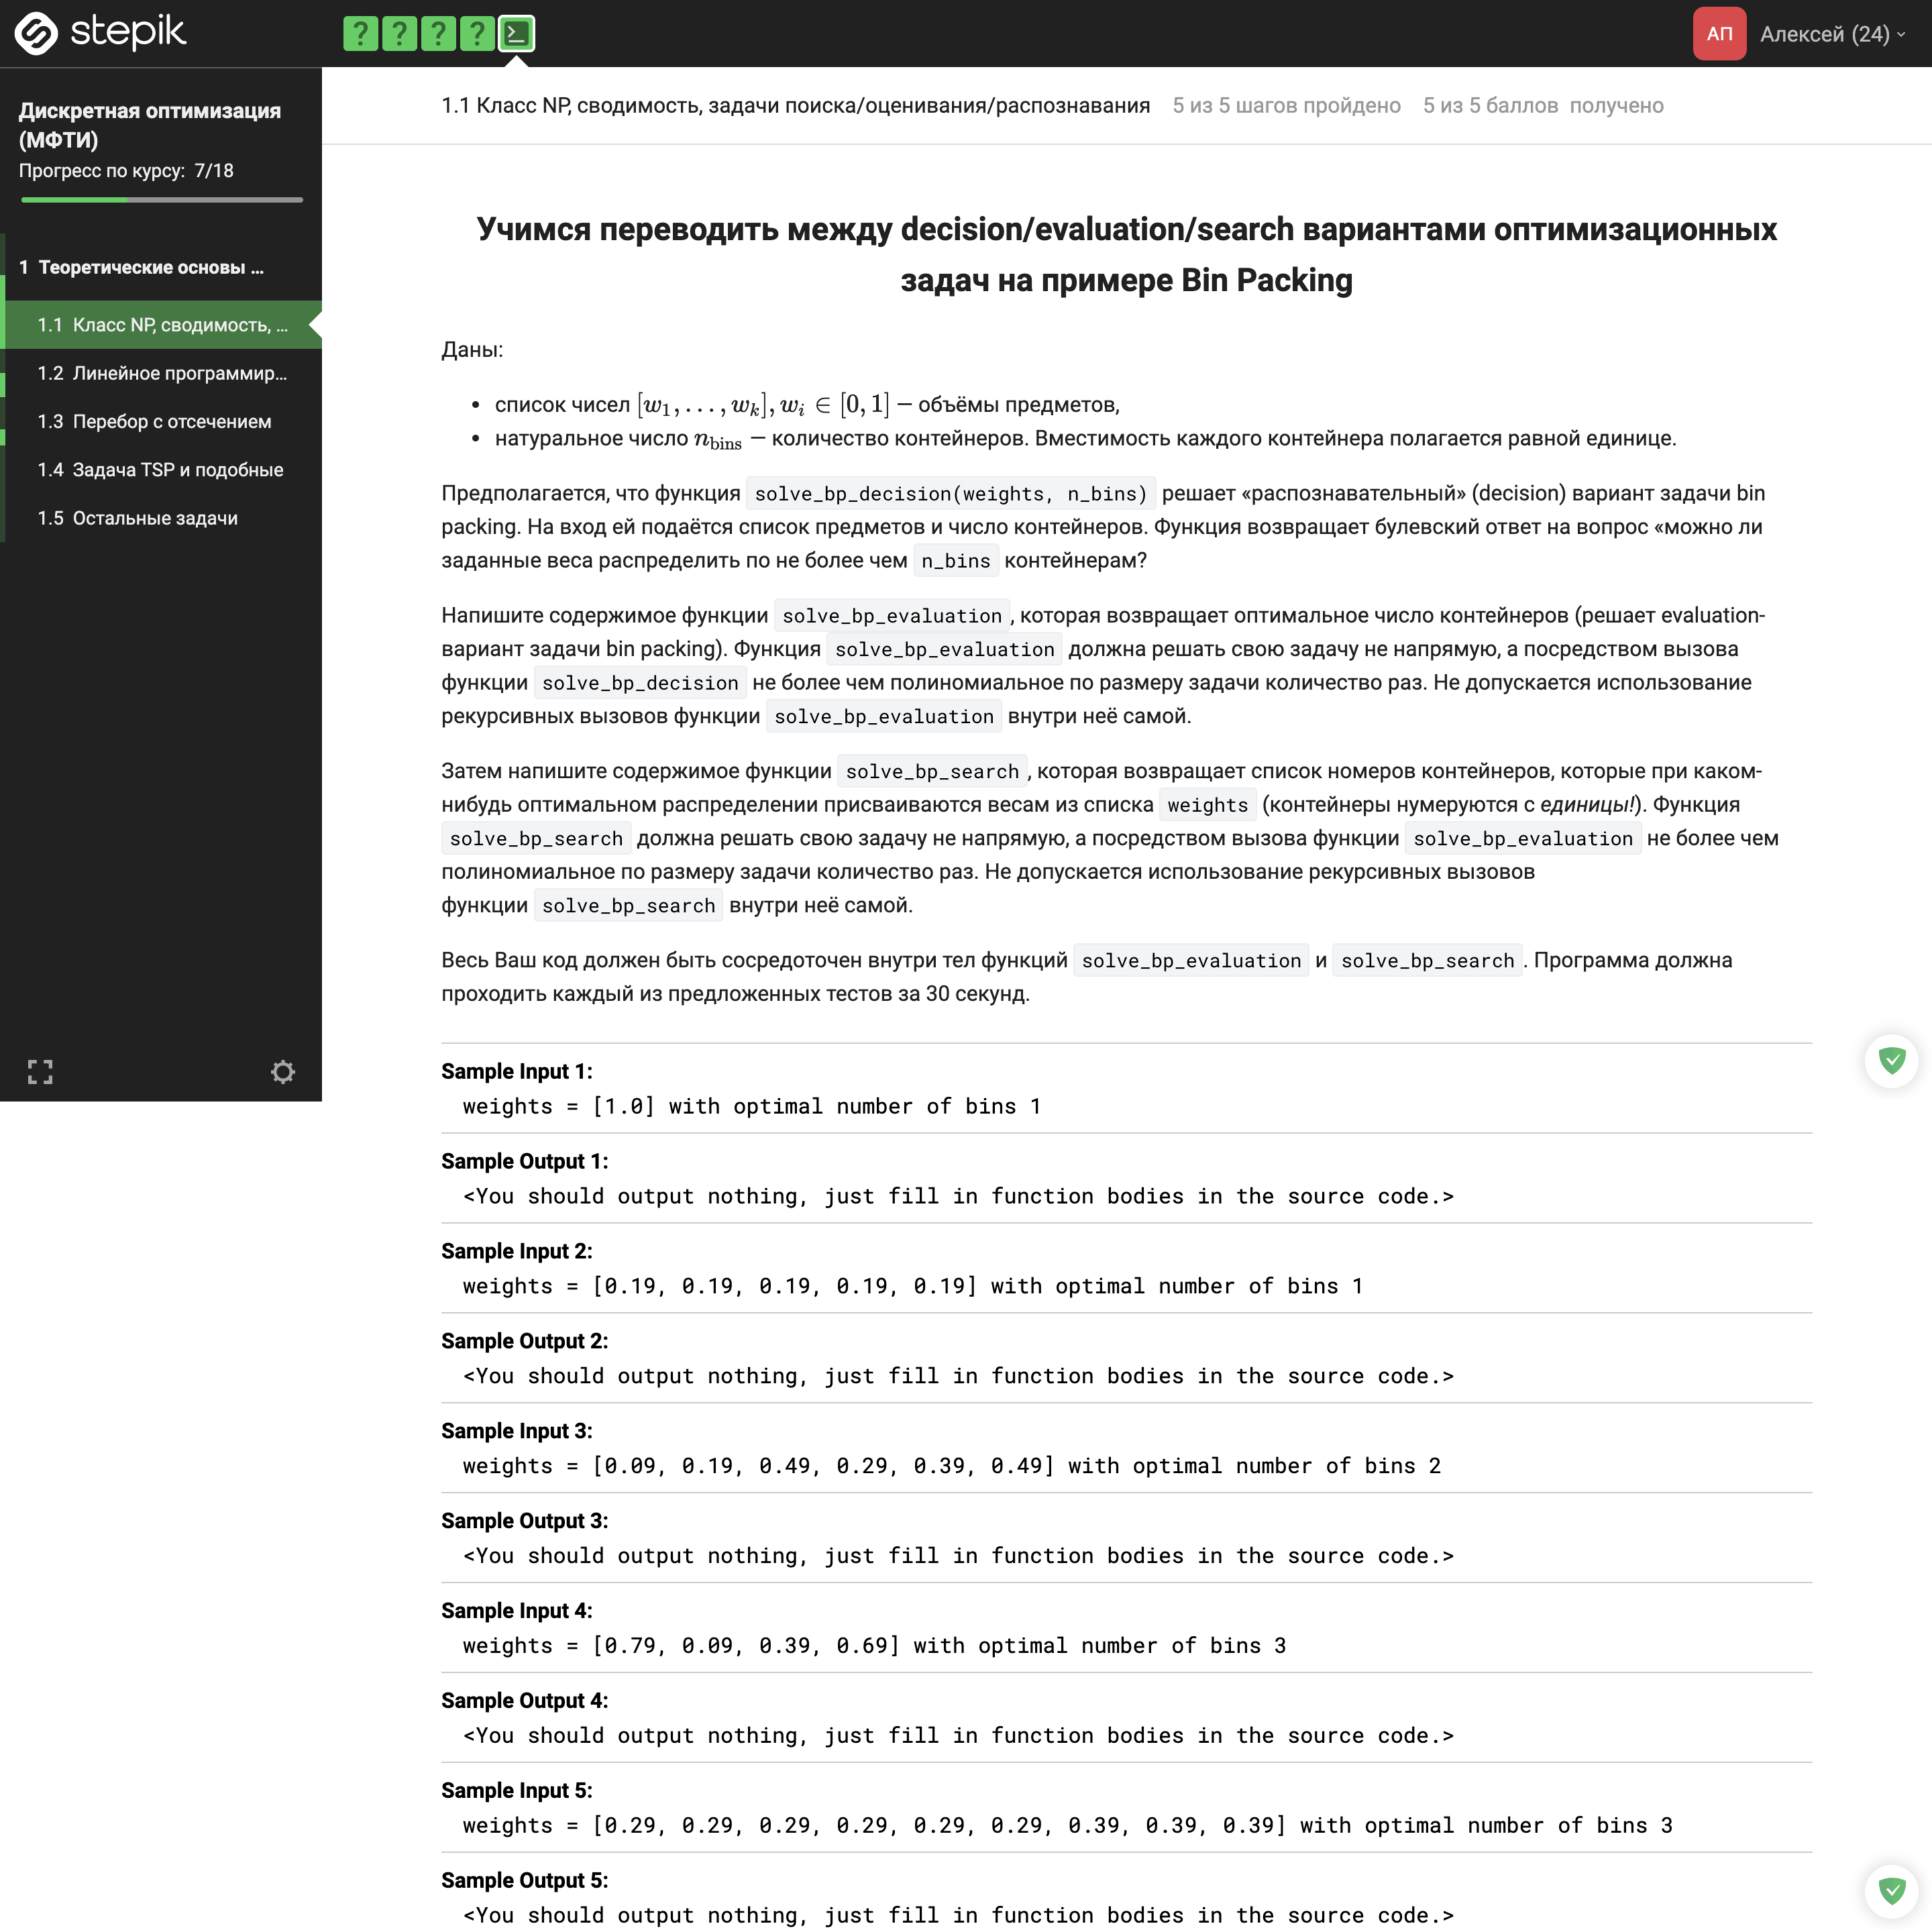 stepik
? ? ? ? >_
АП Алексей (24)
Дискретная оптимизация
(МФТИ)
Прогресс по курсу: 7/18
1 Теоретические основы ...
1.1 Класс NP, сводимость, ...
1.2 Линейное программир...
1.3 Перебор с отсечением
1.4 Задача TSP и подобные
1.5 Остальные задачи
1.1 Класс NP, сводимость, задачи поиска/оценивания/распознавания 5 из 5 шагов пройдено 5 из 5 баллов получено
Учимся переводить между decision/evaluation/search вариантами оптимизационных
задач на примере Bin Packing
Даны:
• список чисел [w₁, . . . , wₖ], wᵢ ∈ [0, 1] — объёмы предметов,
• натуральное число n_bins — количество контейнеров. Вместимость каждого контейнера полагается равной единице.
Предполагается, что функция solve_bp_decision(weights, n_bins) решает «распознавательный» (decision) вариант задачи bin
packing. На вход ей подаётся список предметов и число контейнеров. Функция возвращает булевский ответ на вопрос «можно ли
заданные веса распределить по не более чем n_bins контейнерам?
Напишите содержимое функции solve_bp_evaluation, которая возвращает оптимальное число контейнеров (решает evaluation-
вариант задачи bin packing). Функция solve_bp_evaluation должна решать свою задачу не напрямую, а посредством вызова
функции solve_bp_decision не более чем полиномиальное по размеру задачи количество раз. Не допускается использование
рекурсивных вызовов функции solve_bp_evaluation внутри неё самой.
Затем напишите содержимое функции solve_bp_search, которая возвращает список номеров контейнеров, которые при каком-
нибудь оптимальном распределении присваиваются весам из списка weights (контейнеры нумеруются с единицы!). Функция
solve_bp_search должна решать свою задачу не напрямую, а посредством вызова функции solve_bp_evaluation не более чем
полиномиальное по размеру задачи количество раз. Не допускается использование рекурсивных вызовов
функции solve_bp_search внутри неё самой.
Весь Ваш код должен быть сосредоточен внутри тел функций solve_bp_evaluation и solve_bp_search. Программа должна
проходить каждый из предложенных тестов за 30 секунд.
Sample Input 1:
weights = [1.0] with optimal number of bins 1
Sample Output 1:
<You should output nothing, just fill in function bodies in the source code.>
Sample Input 2:
weights = [0.19, 0.19, 0.19, 0.19, 0.19] with optimal number of bins 1
Sample Output 2:
<You should output nothing, just fill in function bodies in the source code.>
Sample Input 3:
weights = [0.09, 0.19, 0.49, 0.29, 0.39, 0.49] with optimal number of bins 2
Sample Output 3:
<You should output nothing, just fill in function bodies in the source code.>
Sample Input 4:
weights = [0.79, 0.09, 0.39, 0.69] with optimal number of bins 3
Sample Output 4:
<You should output nothing, just fill in function bodies in the source code.>
Sample Input 5:
weights = [0.29, 0.29, 0.29, 0.29, 0.29, 0.29, 0.39, 0.39, 0.39] with optimal number of bins 3
Sample Output 5:
<You should output nothing, just fill in function bodies in the source code.>